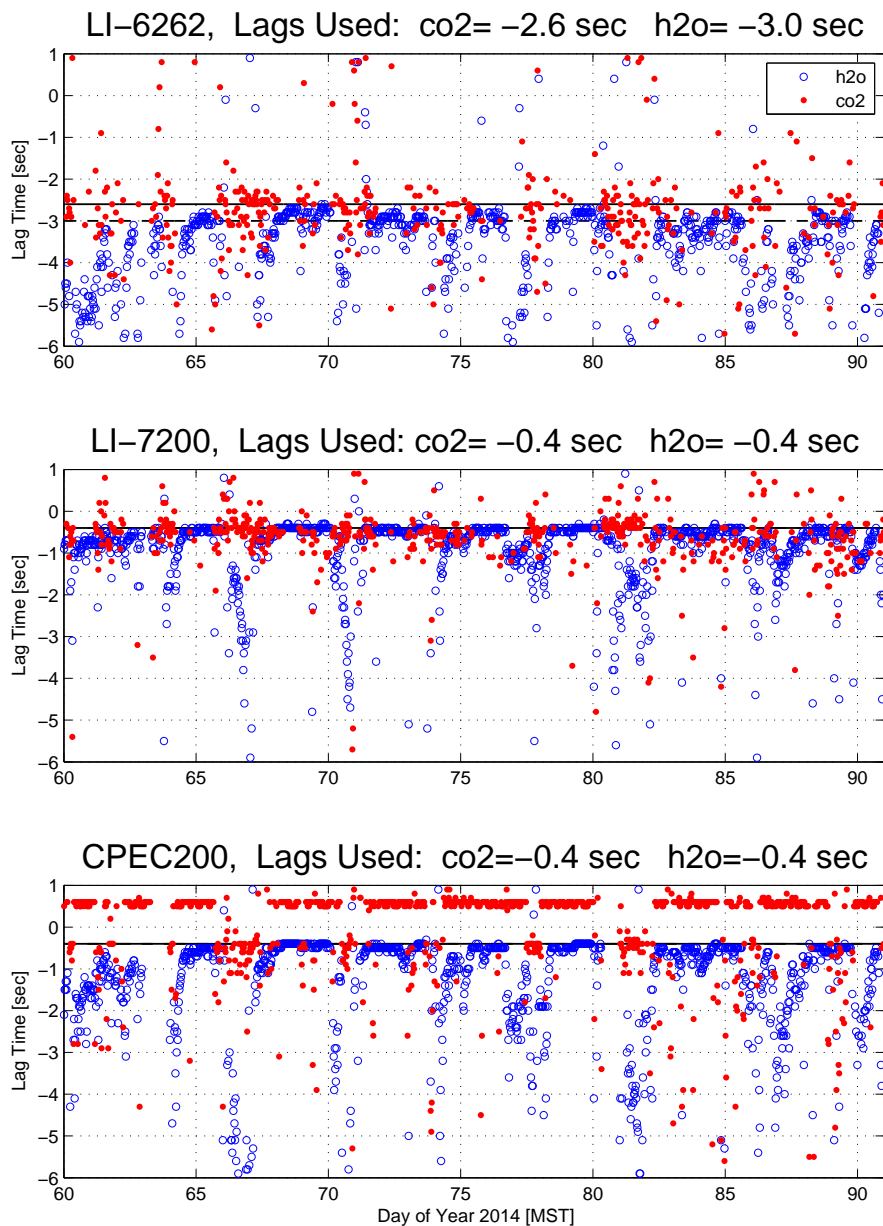 LI−6262, Lags Used: co2= −2.6 sec h2o= −3.0 sec
h2o
co2
Lag Time [sec]
1
0
−1
−2
−3
−4
−5
−6
60 65 70 75 80 85 90
LI−7200, Lags Used: co2= −0.4 sec h2o= −0.4 sec
Lag Time [sec]
1
0
−1
−2
−3
−4
−5
−6
60 65 70 75 80 85 90
CPEC200, Lags Used: co2=−0.4 sec h2o=−0.4 sec
Lag Time [sec]
1
0
−1
−2
−3
−4
−5
−6
60 65 70 75 80 85 90
Day of Year 2014 [MST]